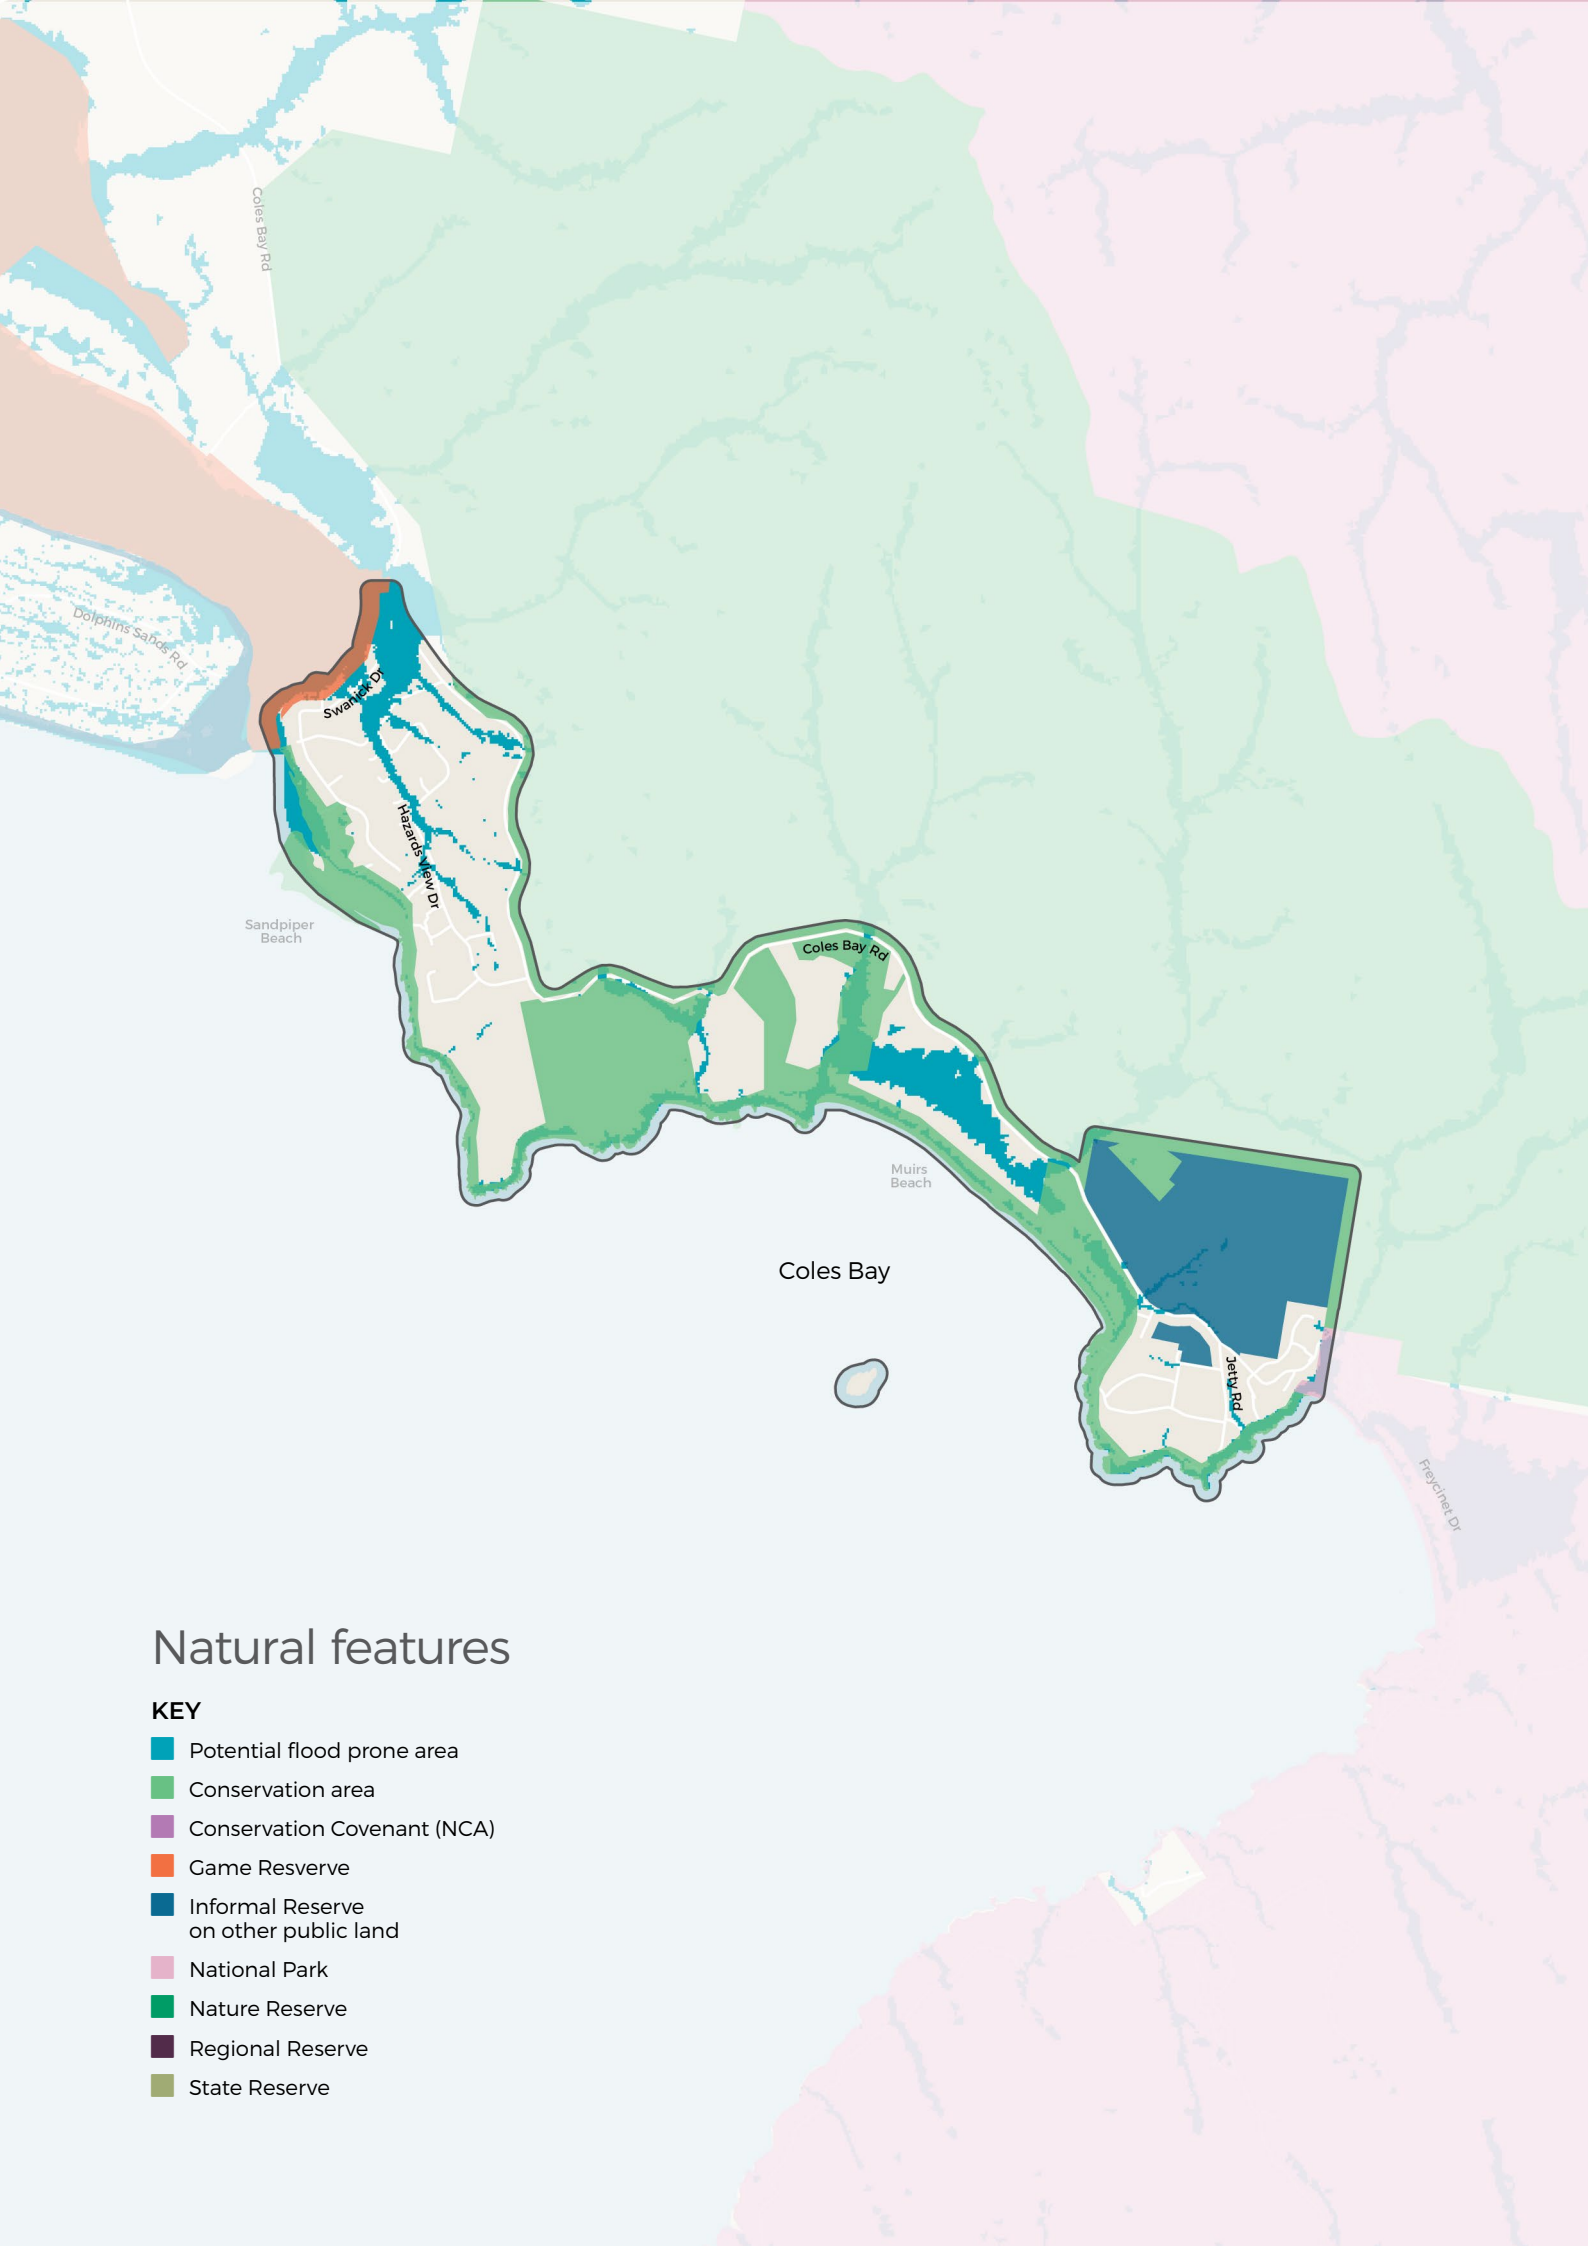 Coles Bay Rd
Dolphins Sands Rd
Swanick Dr
Hazards View Dr
Sandpiper
Beach
Coles Bay Rd
Muirs
Beach
Coles Bay
Jetty Rd
Freycinet Dr
Natural features
KEY
Potential flood prone area
Conservation area
Conservation Covenant (NCA)
Game Resverve
Informal Reserve
on other public land
National Park
Nature Reserve
Regional Reserve
State Reserve